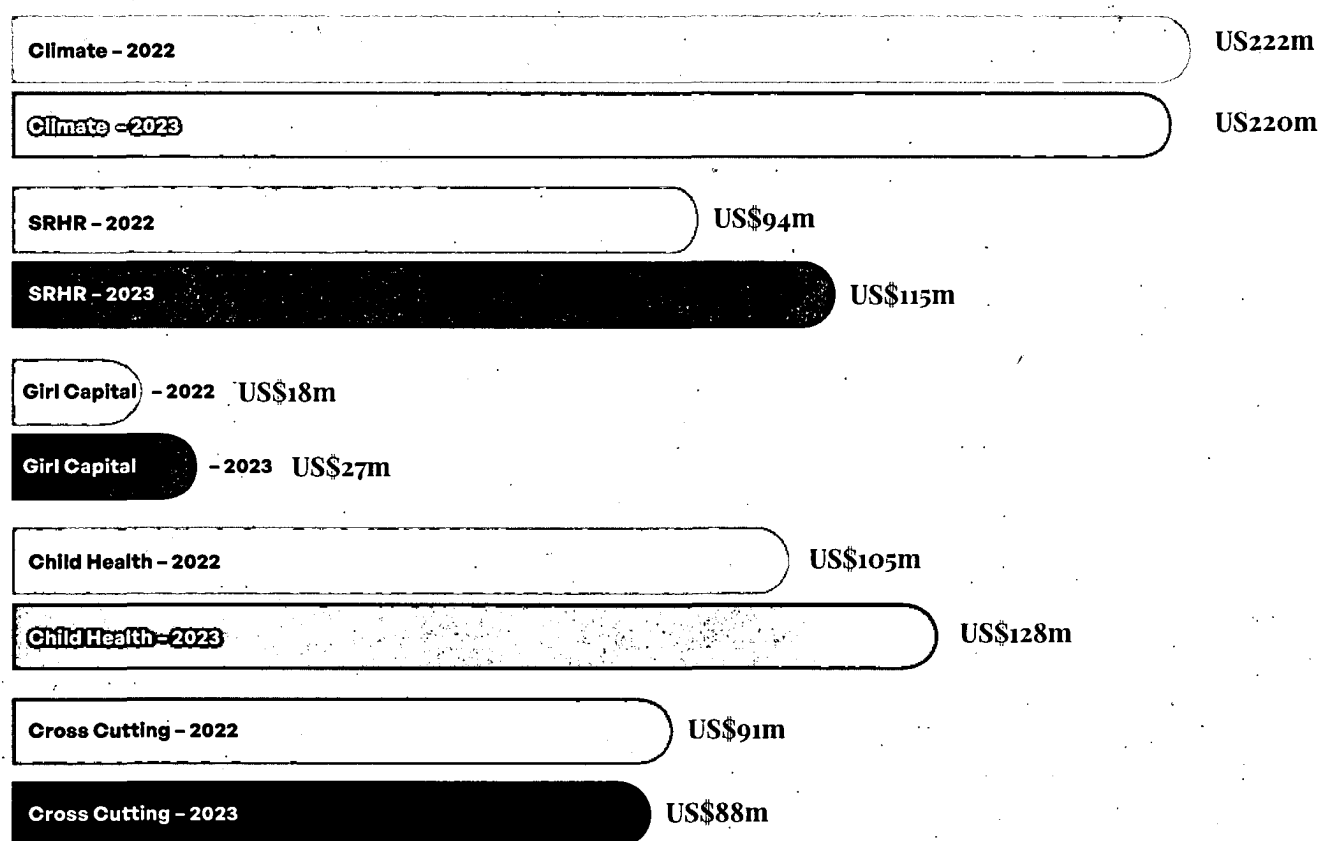 Climate – 2022 US222m
Climate – 2023 US220m
SRHR – 2022 US$94m
SRHR – 2023 US$115m
Girl Capital – 2022 US$18m
Girl Capital – 2023 US$27m
Child Health – 2022 US$105m
Child Health – 2023 US$128m
Cross Cutting – 2022 US$91m
Cross Cutting – 2023 US$88m